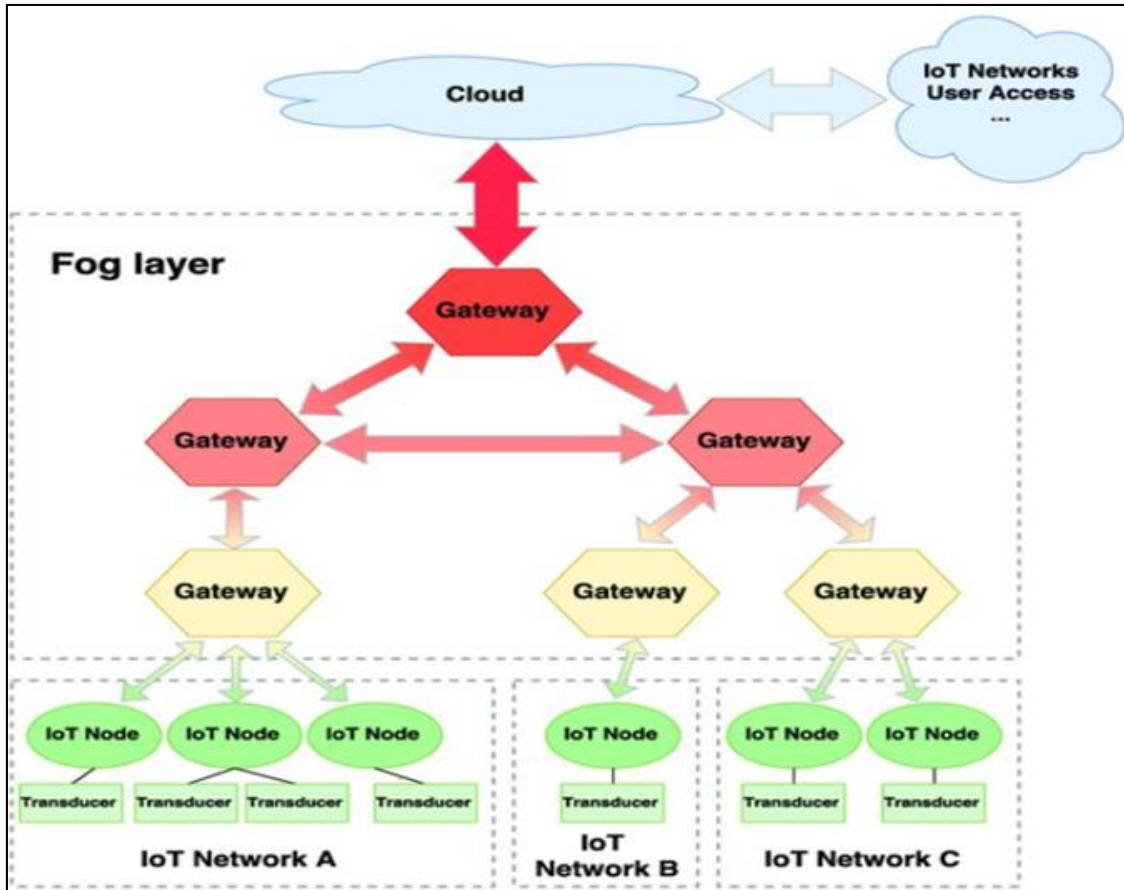 Cloud
IoT Networks
User Access
...
Fog layer
Gateway
Gateway
Gateway
Gateway
Gateway
Gateway
IoT Node
IoT Node
IoT Node
IoT Node
IoT Node
IoT Node
Transducer
Transducer
Transducer
Transducer
Transducer
Transducer
Transducer
IoT Network A
IoT
Network B
IoT Network C